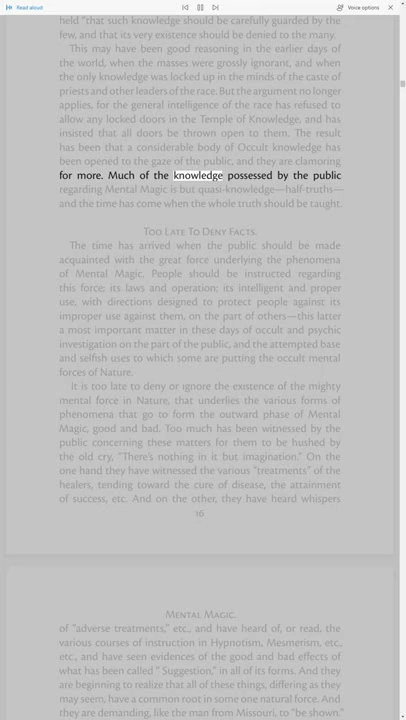 Read aloud
Voice options
held "that such knowledge should be carefully guarded by the
few, and that its very existence should be denied to the many.
This may have been good reasoning in the earlier days of
the world, when the masses were grossly ignorant, and when
the only knowledge was locked up in the minds of the caste of
priests and other leaders of the race. But the argument no longer
applies, for the general intelligence of the race has refused to
allow any locked doors in the Temple of Knowledge, and has
insisted that all doors be thrown open to them. The result
has been that a considerable body of Occult knowledge has
been opened to the gaze of the public, and they are clamoring
for more. Much of the knowledge possessed by the public
regarding Mental Magic is but quasi-knowledge—half-truths—
and the time has come when the whole truth should be taught.
Too Late To Deny Facts.
The time has arrived when the public should be made
acquainted with the great force underlying the phenomena
of Mental Magic. People should be instructed regarding
this force; its laws and operation; its intelligent and proper
use, with directions designed to protect people against its
improper use against them, on the part of others—this latter
a most important matter in these days of occult and psychic
investigation on the part of the public, and the attempted base
and selfish uses to which some are putting the occult mental
forces of Nature.
It is too late to deny or ignore the existence of the mighty
mental force in Nature, that underlies the various forms of
phenomena that go to form the outward phase of Mental
Magic, good and bad. Too much has been witnessed by the
public concerning these matters for them to be hushed by
the old cry, "There's nothing in it but imagination." On the
one hand they have witnessed the various "treatments" of the
healers, tending toward the cure of disease, the attainment
of success, etc. And on the other, they have heard whispers
16
Mental Magic.
of "adverse treatments," etc., and have heard of, or read, the
various courses of instruction in Hypnotism, Mesmerism, etc.,
etc., and have seen evidences of the good and bad effects of
what has been called " Suggestion," in all of its forms. And they
are beginning to realize that all of these things, differing as they
may seem, have a common root in some one natural force. And
they are demanding, like the man from Missouri, to "be shown."